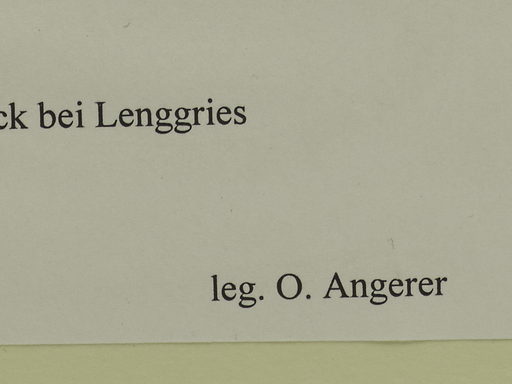 ck bei Lenggries
leg. O. Angerer